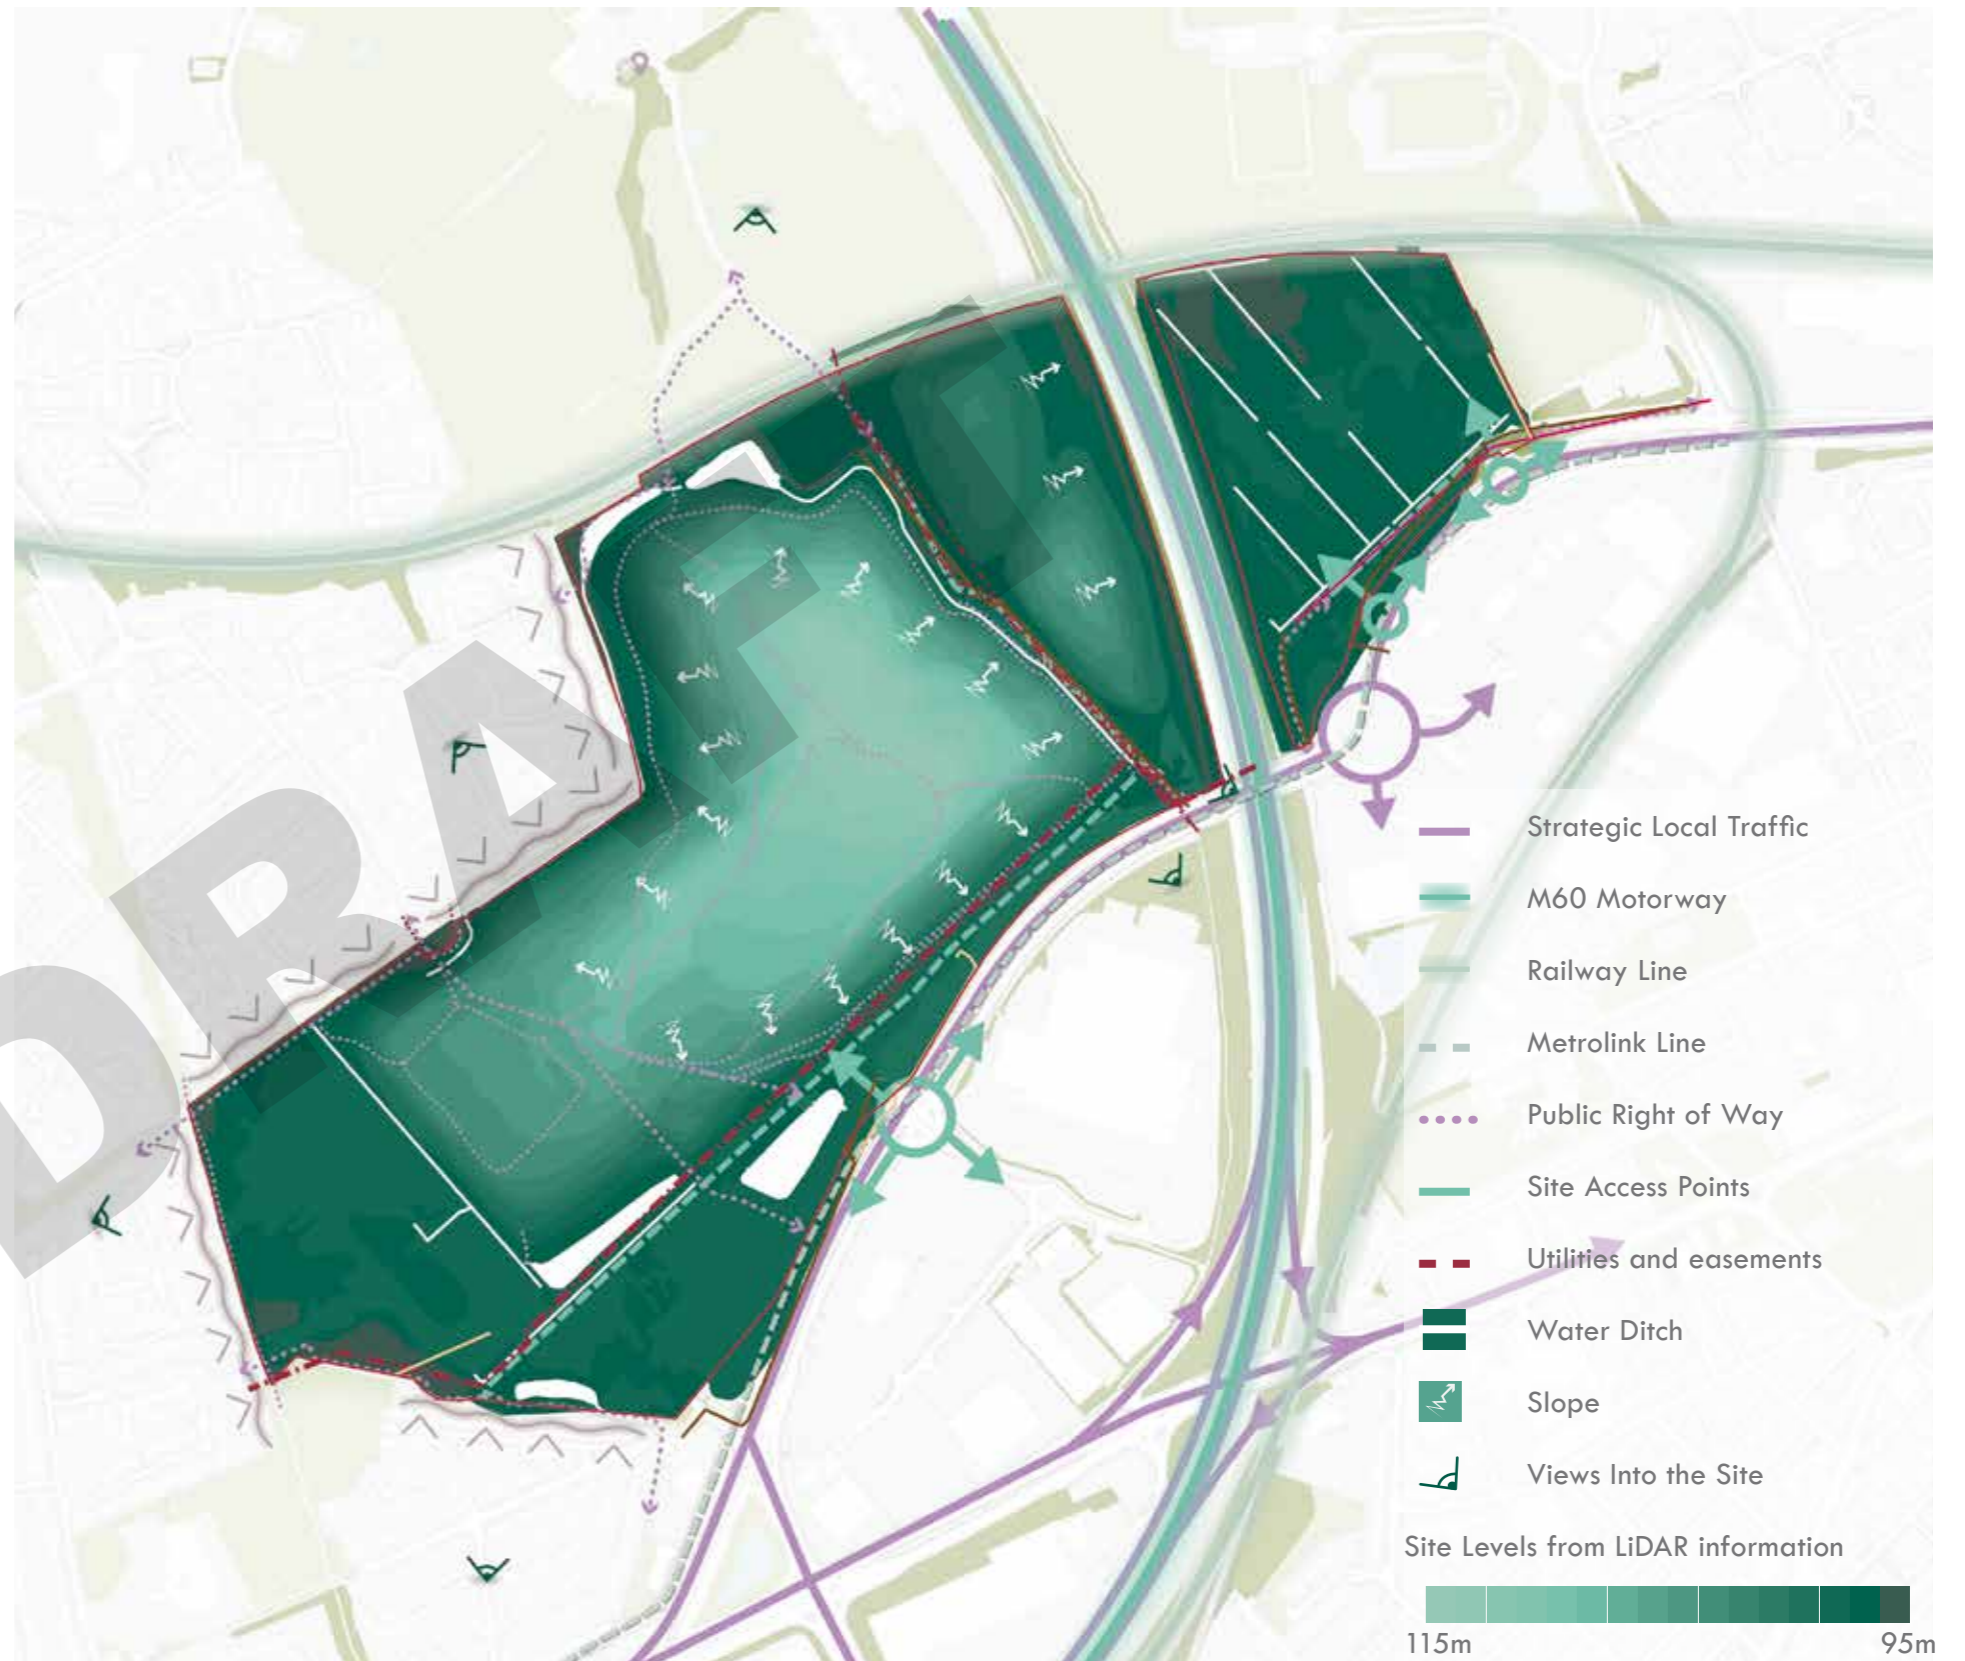 DRAFT
Strategic Local Traffic
M60 Motorway
Railway Line
Metrolink Line
Public Right of Way
Site Access Points
Utilities and easements
Water Ditch
Slope
Views Into the Site
Site Levels from LiDAR information
115m 95m